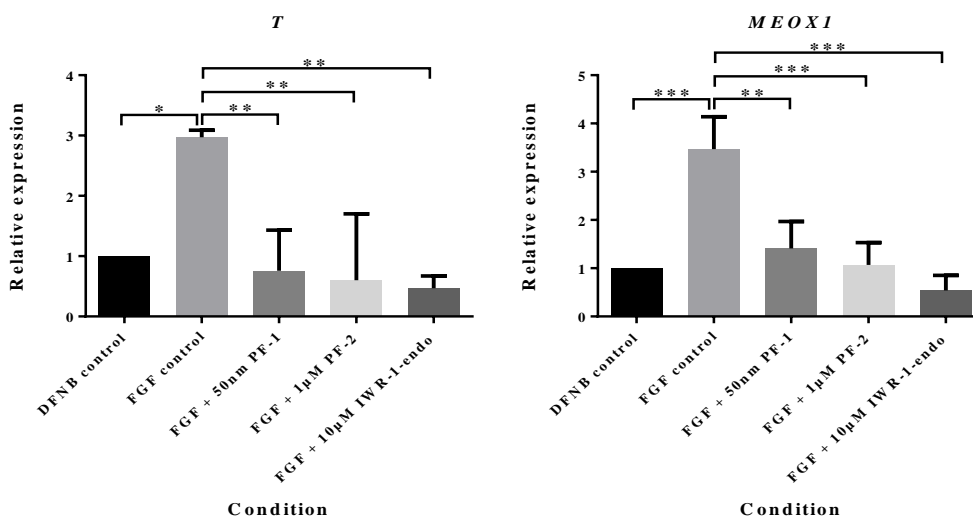 T
Relative expression
4
3
2
1
0
* ** ** **
DFNB control
FGF control
FGF + 50nm PF-1
FGF + 1µM PF-2
FGF + 10µM IWR-1-endo
Condition
MEOX1
Relative expression
5
4
3
2
1
0
*** ** *** ***
DFNB control
FGF control
FGF + 50nm PF-1
FGF + 1µM PF-2
FGF + 10µM IWR-1-endo
Condition